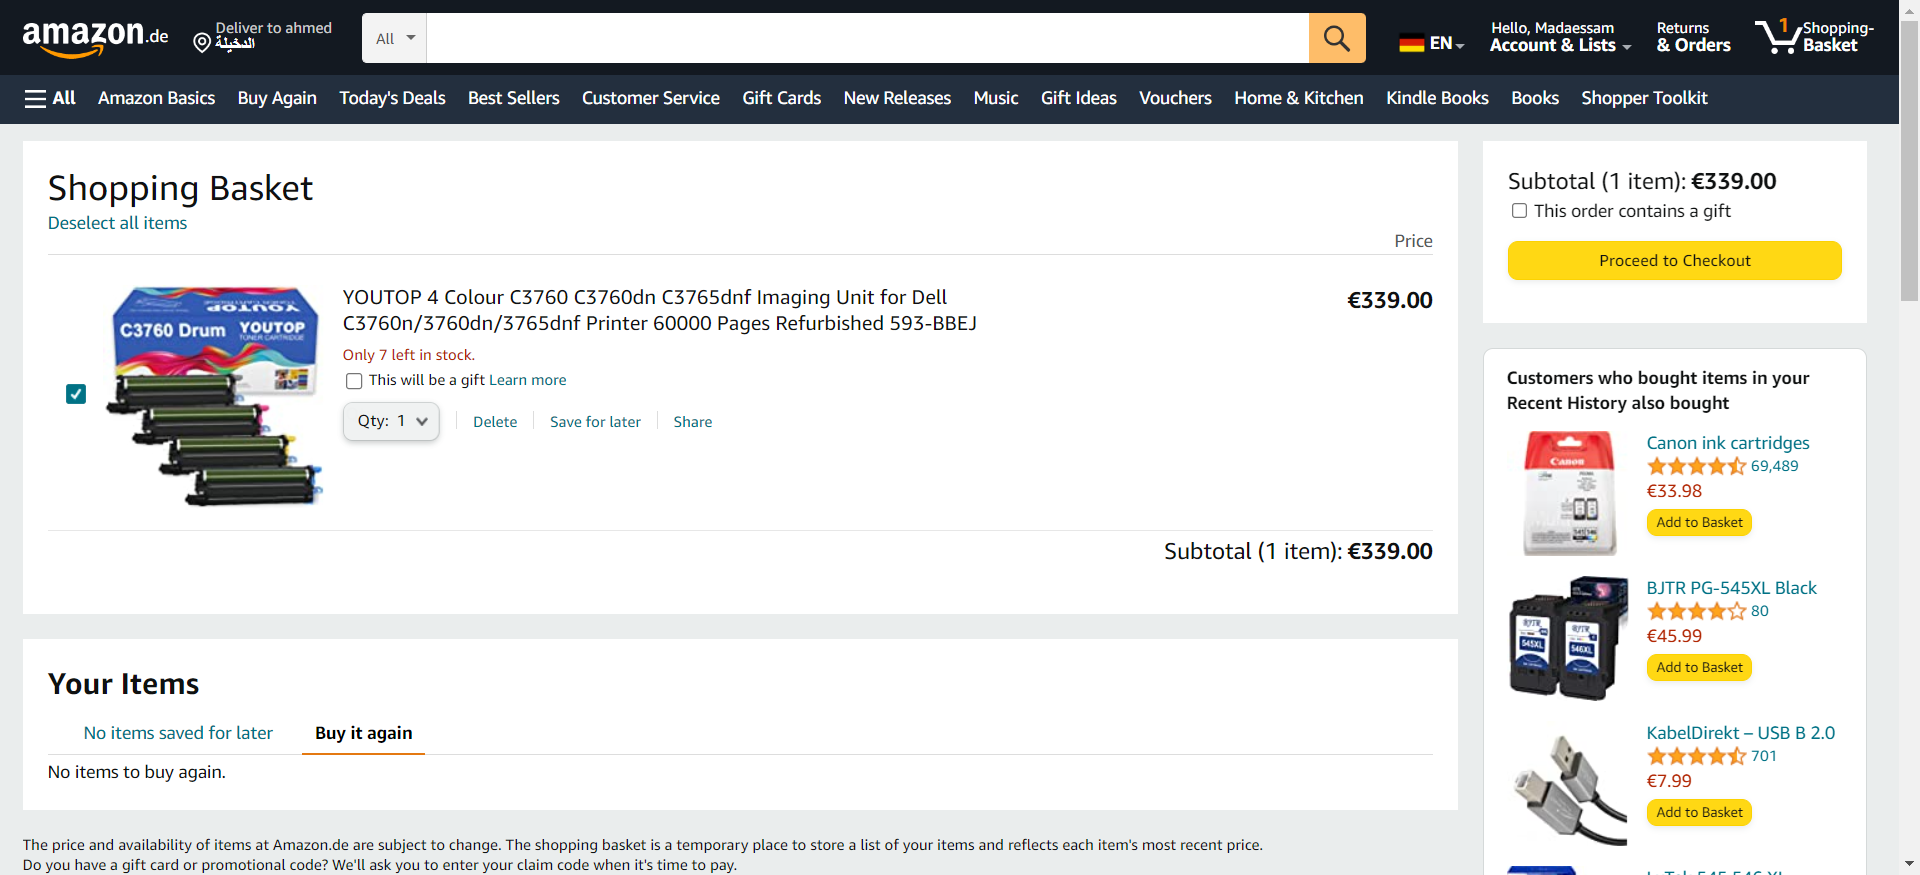 amazon.de
Deliver to ahmed
الدخيلة
All
EN
Hello, Madaessam
Account & Lists
Returns
& Orders
1
Shopping-
Basket
All Amazon Basics Buy Again Today's Deals Best Sellers Customer Service Gift Cards New Releases Music Gift Ideas Vouchers Home & Kitchen Kindle Books Books Shopper Toolkit
Shopping Basket
Deselect all items
Price
YOUTOP
C3760 Drum YOUTOP
TONER CARTRIDGE
YOUTOP 4 Colour C3760 C3760dn C3765dnf Imaging Unit for Dell
C3760n/3760dn/3765dnf Printer 60000 Pages Refurbished 593-BBEJ
€339.00
Only 7 left in stock.
This will be a gift Learn more
Qty: 1
Delete
Save for later
Share
Subtotal (1 item): €339.00
Your Items
No items saved for later
Buy it again
No items to buy again.
The price and availability of items at Amazon.de are subject to change. The shopping basket is a temporary place to store a list of your items and reflects each item's most recent price.
Do you have a gift card or promotional code? We'll ask you to enter your claim code when it's time to pay.
Subtotal (1 item): €339.00
This order contains a gift
Proceed to Checkout
Customers who bought items in your
Recent History also bought
Canon
Canon ink cartridges
69,489
€33.98
Add to Basket
BJTR
545XL
BJTR
546XL
BJTR PG-545XL Black
80
€45.99
Add to Basket
KabelDirekt – USB B 2.0
701
€7.99
Add to Basket